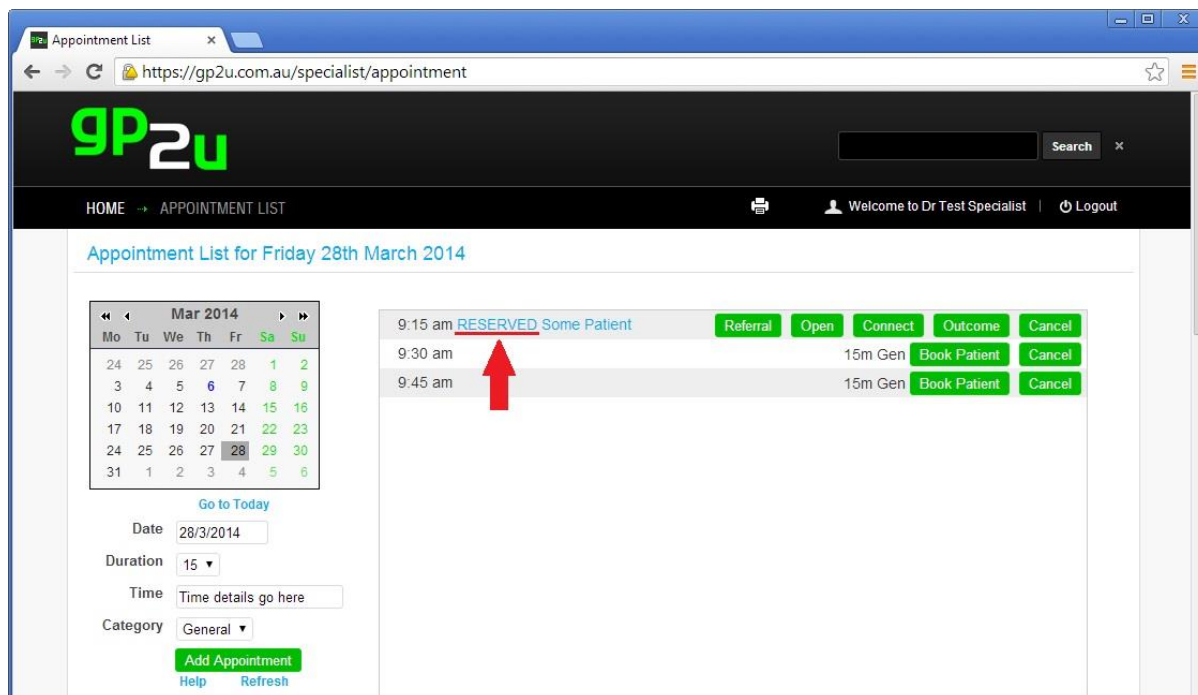 Appointment List
https://gp2u.com.au/specialist/appointment
gp2u
Search ×
HOME ⇢ APPOINTMENT LIST
Welcome to Dr Test Specialist | Logout
Appointment List for Friday 28th March 2014
Mar 2014
Mo Tu We Th Fr Sa Su
24 25 26 27 28 1 2
3 4 5 6 7 8 9
10 11 12 13 14 15 16
17 18 19 20 21 22 23
24 25 26 27 28 29 30
31 1 2 3 4 5 6
Go to Today
Date 28/3/2014
Duration 15
Time Time details go here
Category General
Add Appointment
Help Refresh
9:15 am RESERVED Some Patient Referral Open Connect Outcome Cancel
9:30 am 15m Gen Book Patient Cancel
9:45 am 15m Gen Book Patient Cancel